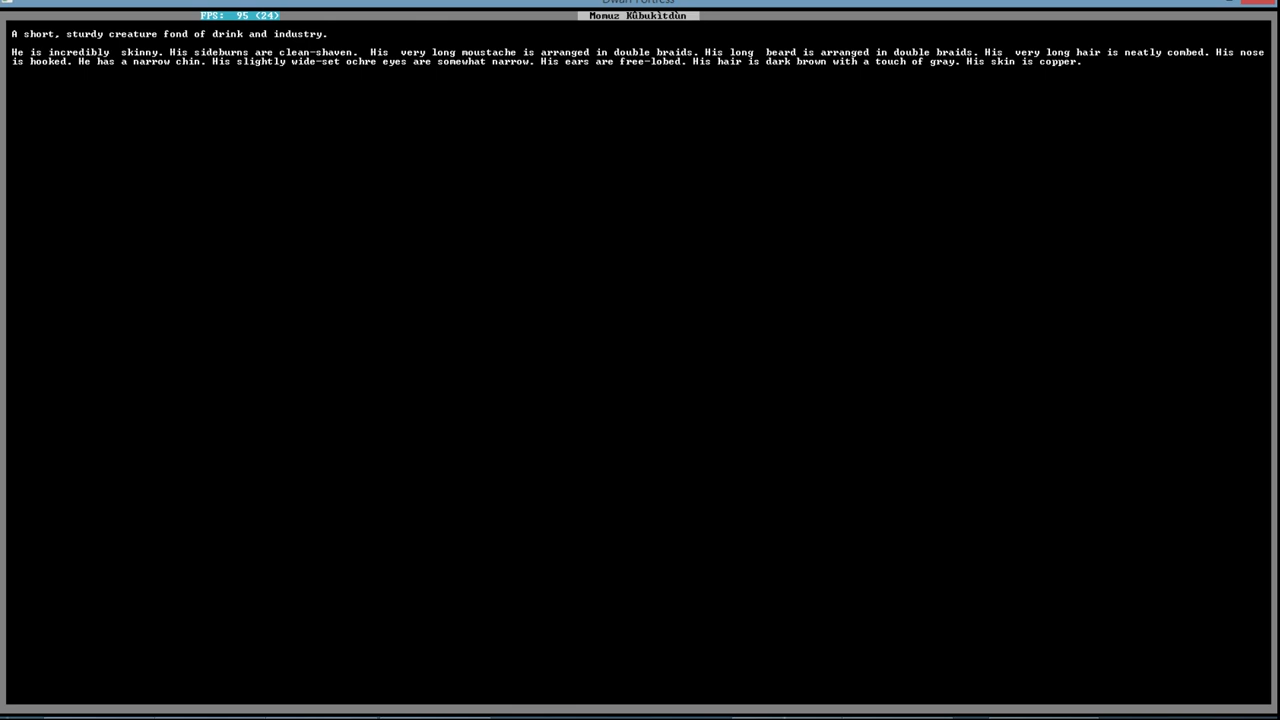 Dwarf Fortress
FPS: 95 (24)
Momuz Kûbukìtdùn
A short, sturdy creature fond of drink and industry.
He is incredibly  skinny. His sideburns are clean-shaven.  His  very long moustache is arranged in double braids. His long  beard is arranged in double braids. His  very long hair is neatly combed. His nose
is hooked. He has a narrow chin. His slightly wide-set ochre eyes are somewhat narrow. His ears are free-lobed. His hair is dark brown with a touch of gray. His skin is copper.